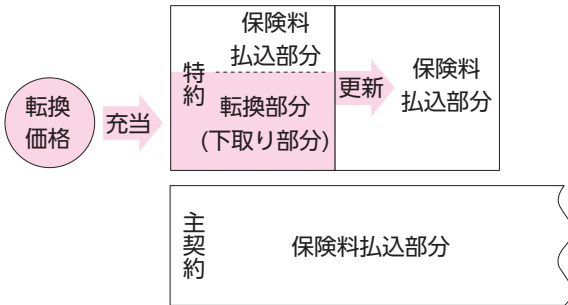 転換
価格
充当
特約
保険料
払込部分
転換部分
(下取り部分)
更新
保険料
払込部分
主契約
保険料払込部分